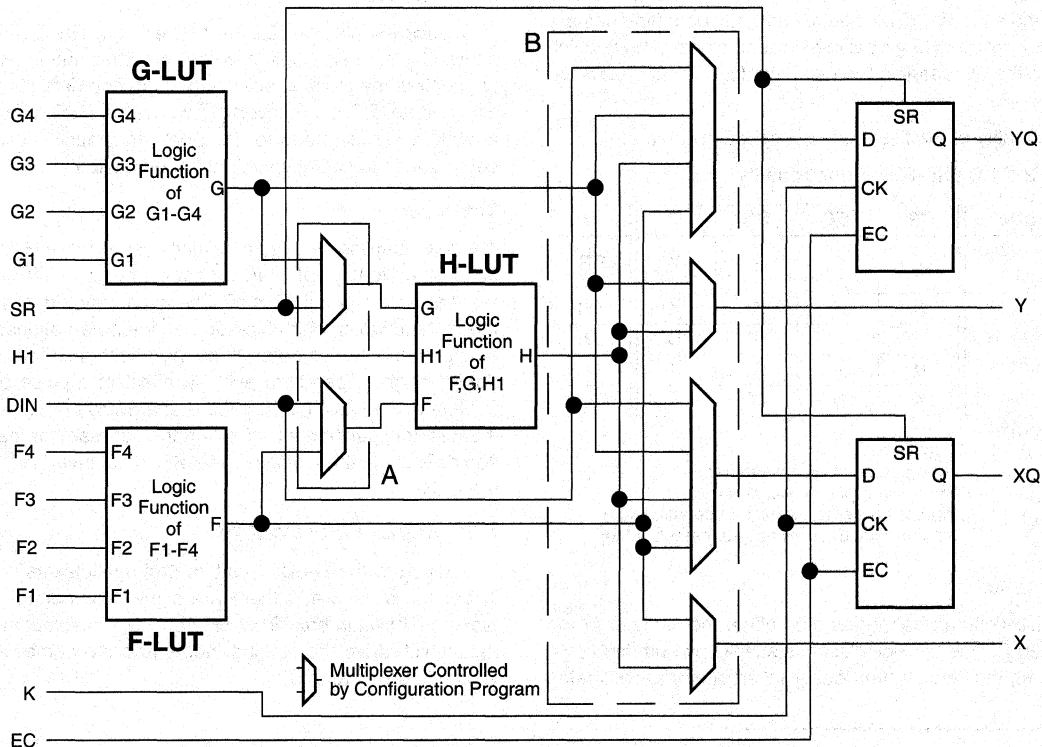 B
G-LUT
G4
G3
G2
G1
G4
G3
G2
G1
Logic
Function
of
G1-G4
G
SR
H1
DIN
H-LUT
G
H1
F
Logic
Function
of
F,G,H1
H
A
F4
F3
F2
F1
F4
F3
F2
F1
Logic
Function
of
F1-F4
F
F-LUT
K
EC
Multiplexer Controlled
by Configuration Program
SR
D
Q
CK
EC
YQ
Y
SR
D
Q
CK
EC
XQ
X